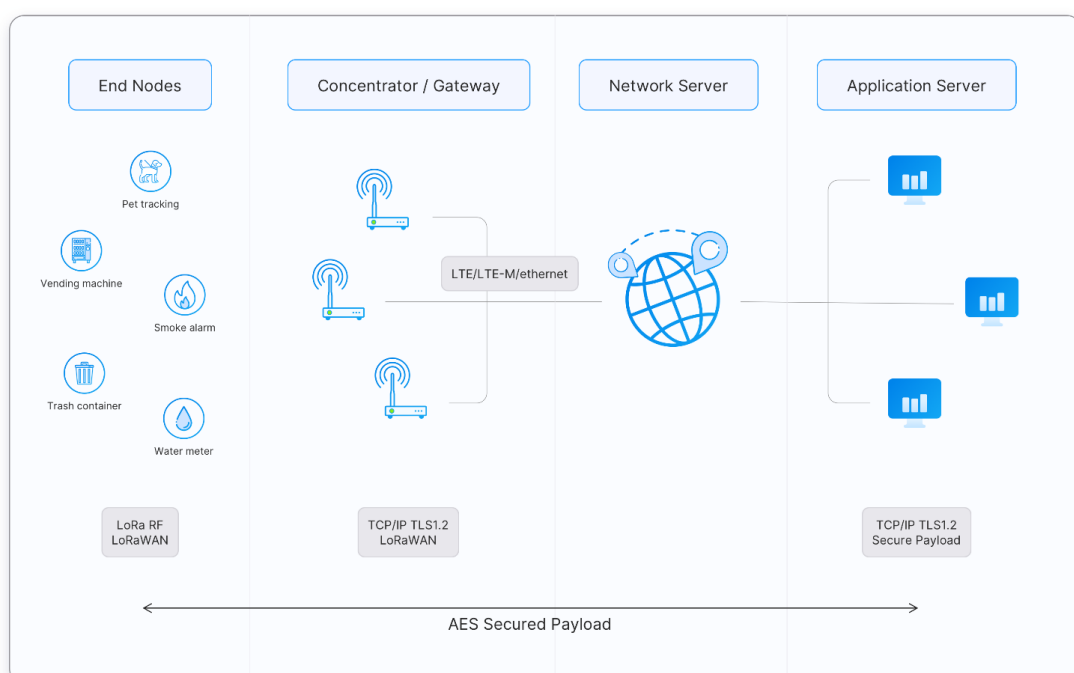 End Nodes
Concentrator / Gateway
Network Server
Application Server
Pet tracking
Vending machine
Smoke alarm
Trash container
Water meter
LTE/LTE-M/ethernet
LoRa RF
LoRaWAN
TCP/IP TLS1.2
LoRaWAN
TCP/IP TLS1.2
Secure Payload
AES Secured Payload